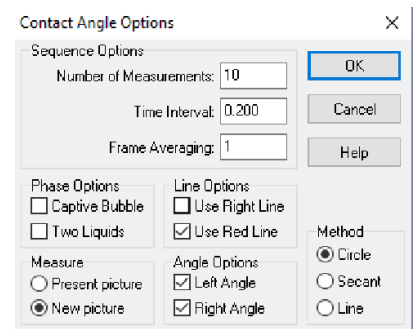 Contact Angle Options
Sequence Options
Number of Measurements: 10
Time Interval: 0.200
Frame Averaging: 1
OK
Cancel
Help
Phase Options
Captive Bubble
Two Liquids
Line Options
Use Right Line
Use Red Line
Measure
Present picture
New picture
Angle Options
Left Angle
Right Angle
Method
Circle
Secant
Line